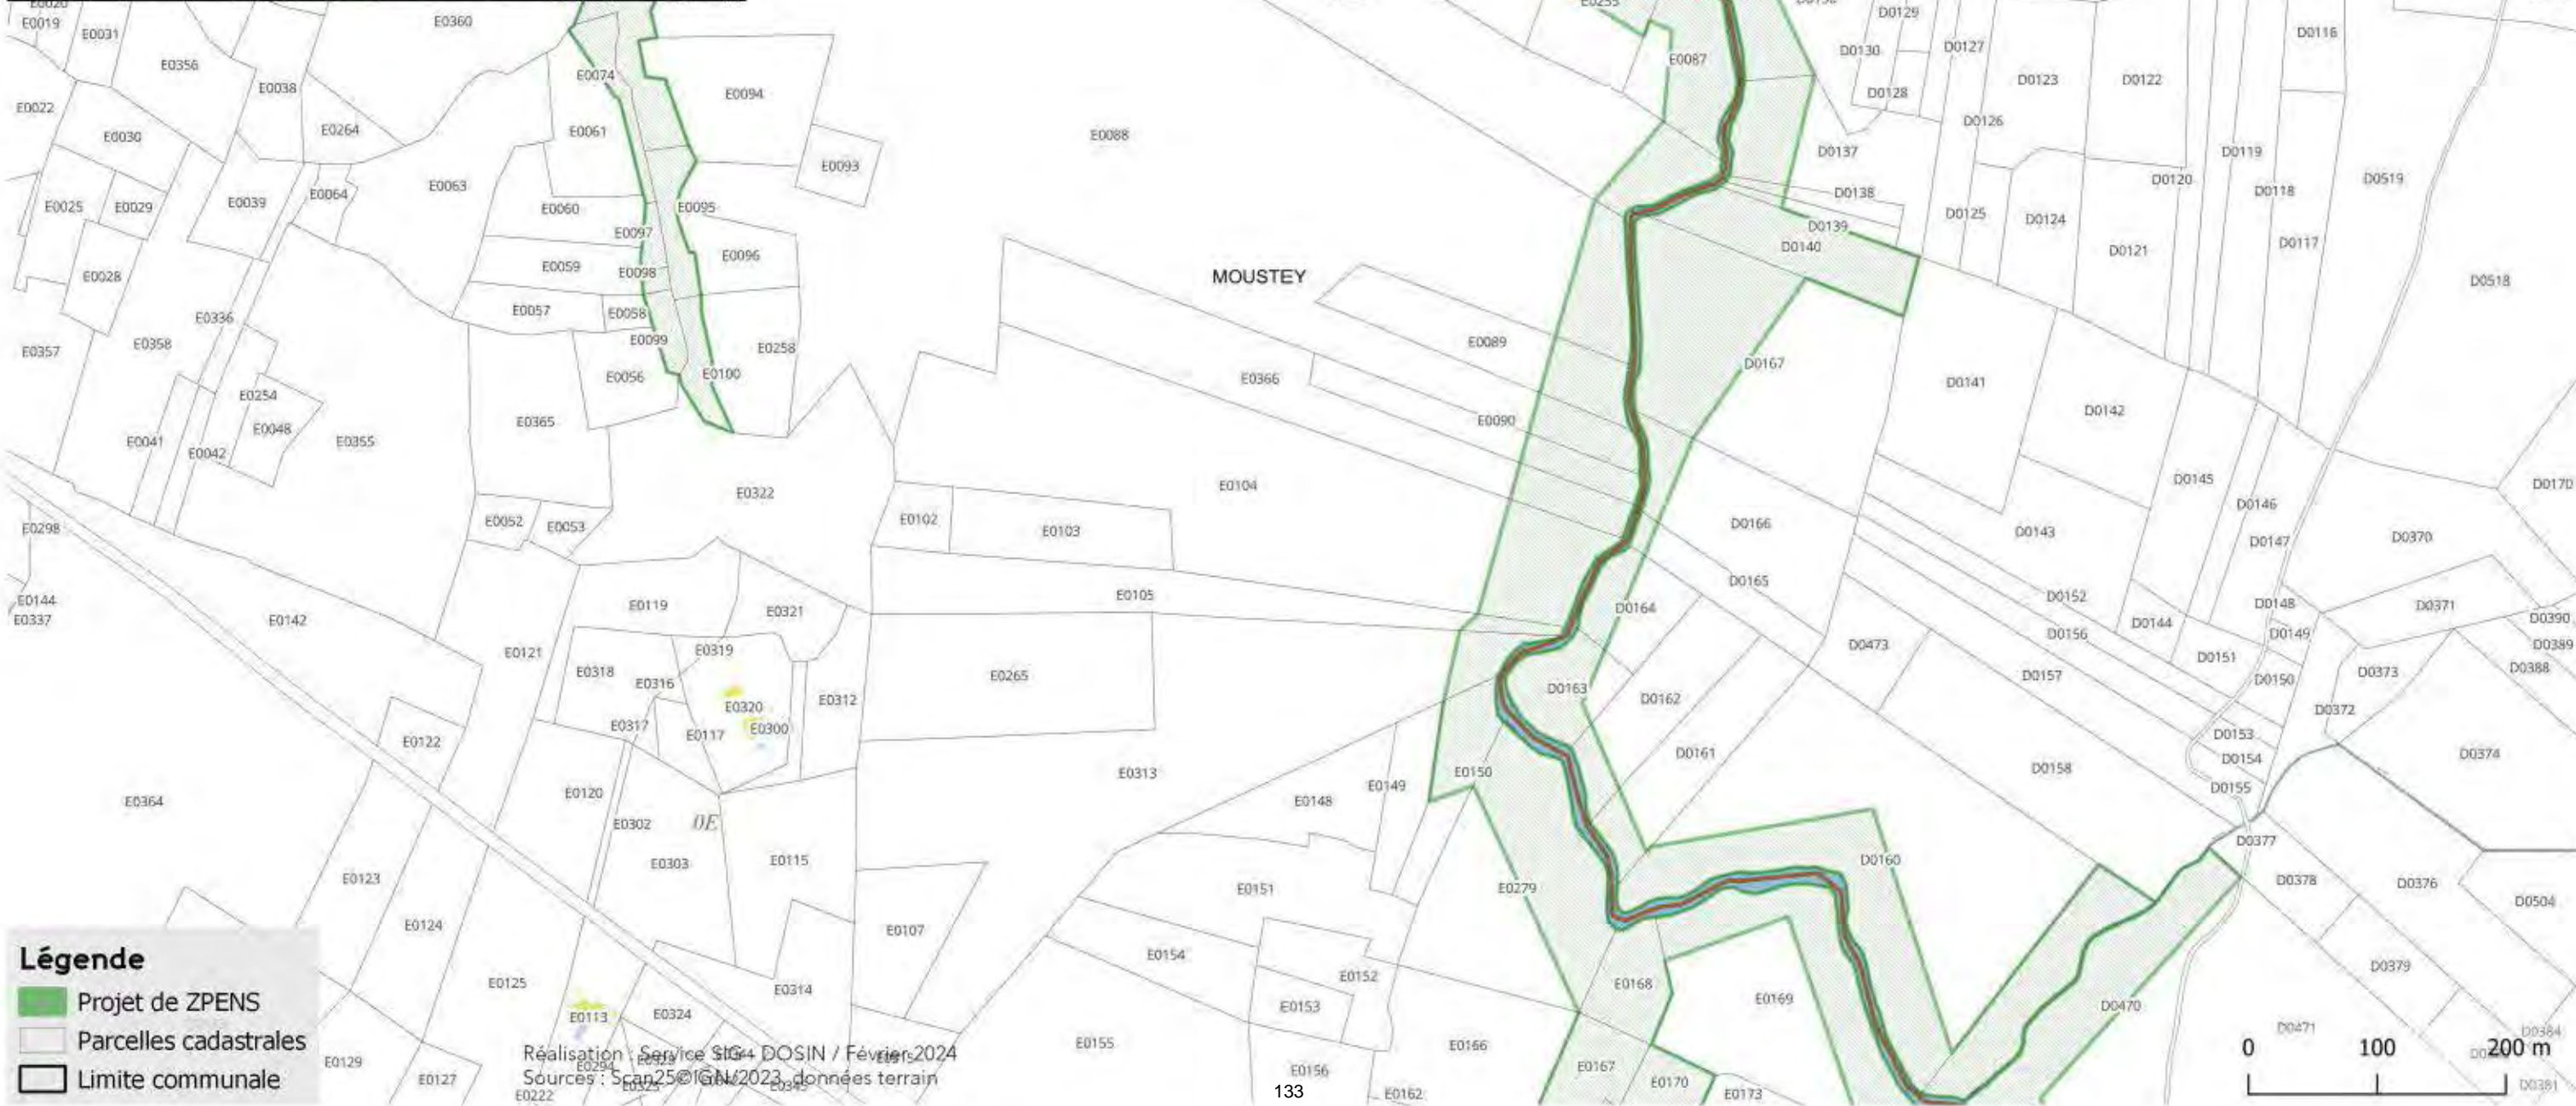 E0020
E0019
E0031
E0360
E0356
E0038
E0022
E0030
E0264
E0074
E0061
E0094
E0093
E0088
E0255
E0087
D0129
D0130
D0127
D0128
D0126
D0123
D0122
D0116
E0025
E0029
E0039
E0064
E0063
E0060
E0095
E0097
E0059
E0098
E0096
E0028
E0336
E0057
E0058
E0099
E0258
E0357
E0358
E0056
E0100
E0254
E0048
E0041
E0042
E0355
E0365
MOUSTEY
E0089
E0366
E0090
D0137
D0138
D0139
D0140
D0125
D0124
D0119
D0120
D0118
D0519
D0121
D0117
D0518
D0167
D0141
D0142
E0322
E0104
E0102
E0103
E0052
E0053
E0298
E0144
E0337
E0142
E0119
E0321
E0105
E0121
E0319
E0318
E0316
E0320
E0317
E0117
E0300
E0312
E0265
E0122
E0313
E0364
E0120
E0302
0E
E0303
E0115
E0123
E0124
E0107
E0125
E0314
E0113
E0324
D0145
D0146
D0147
D0170
D0166
D0143
D0370
D0165
D0164
D0152
D0148
D0371
D0390
D0156
D0144
D0149
D0389
D0473
D0151
D0388
D0163
D0162
D0157
D0150
D0373
D0372
D0161
D0153
D0154
D0374
E0150
E0149
E0148
D0158
D0155
D0377
E0279
D0160
D0378
D0376
D0504
E0151
E0154
E0152
E0153
E0168
E0169
D0379
D0470
D0471
D0384
E0155
E0166
E0156
E0167
E0170
E0162
E0173
D0381
E0129
E0127
E0294
E0325
E0345
E0222
Légende
Projet de ZPENS
Parcelles cadastrales
Limite communale
Réalisation : Service SIG - DOSIN / Février 2024
Sources : Scan25©IGN/2023, données terrain
133
0 100 200 m